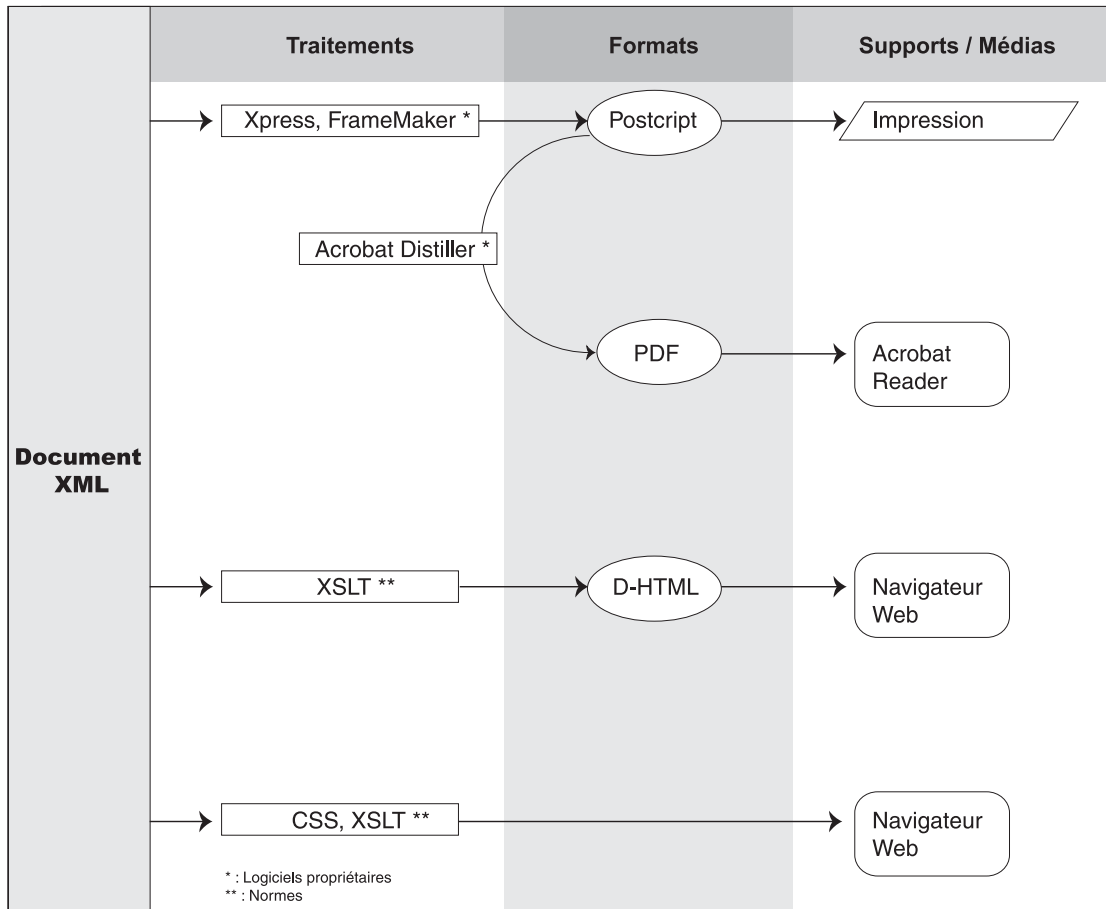 Traitements
Formats
Supports / Médias
Xpress, FrameMaker *
Postcript
Impression
Acrobat Distiller *
PDF
Acrobat
Reader
Document
XML
XSLT **
D-HTML
Navigateur
Web
CSS, XSLT **
Navigateur
Web
* : Logiciels propriétaires
** : Normes